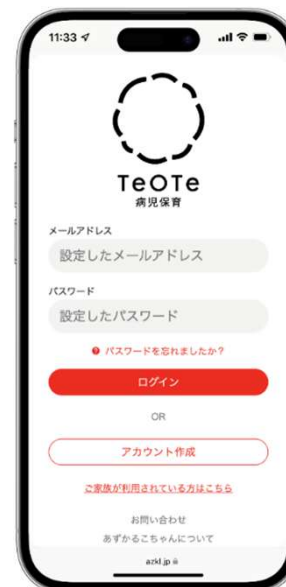 11:33
TeOTe
病児保育
メールアドレス
設定したメールアドレス
パスワード
設定したパスワード
パスワードを忘れましたか？
ログイン
OR
アカウント作成
ご家族が利用されている方はこちら
お問い合わせ
あずかるこちゃんについて
azkl.jp